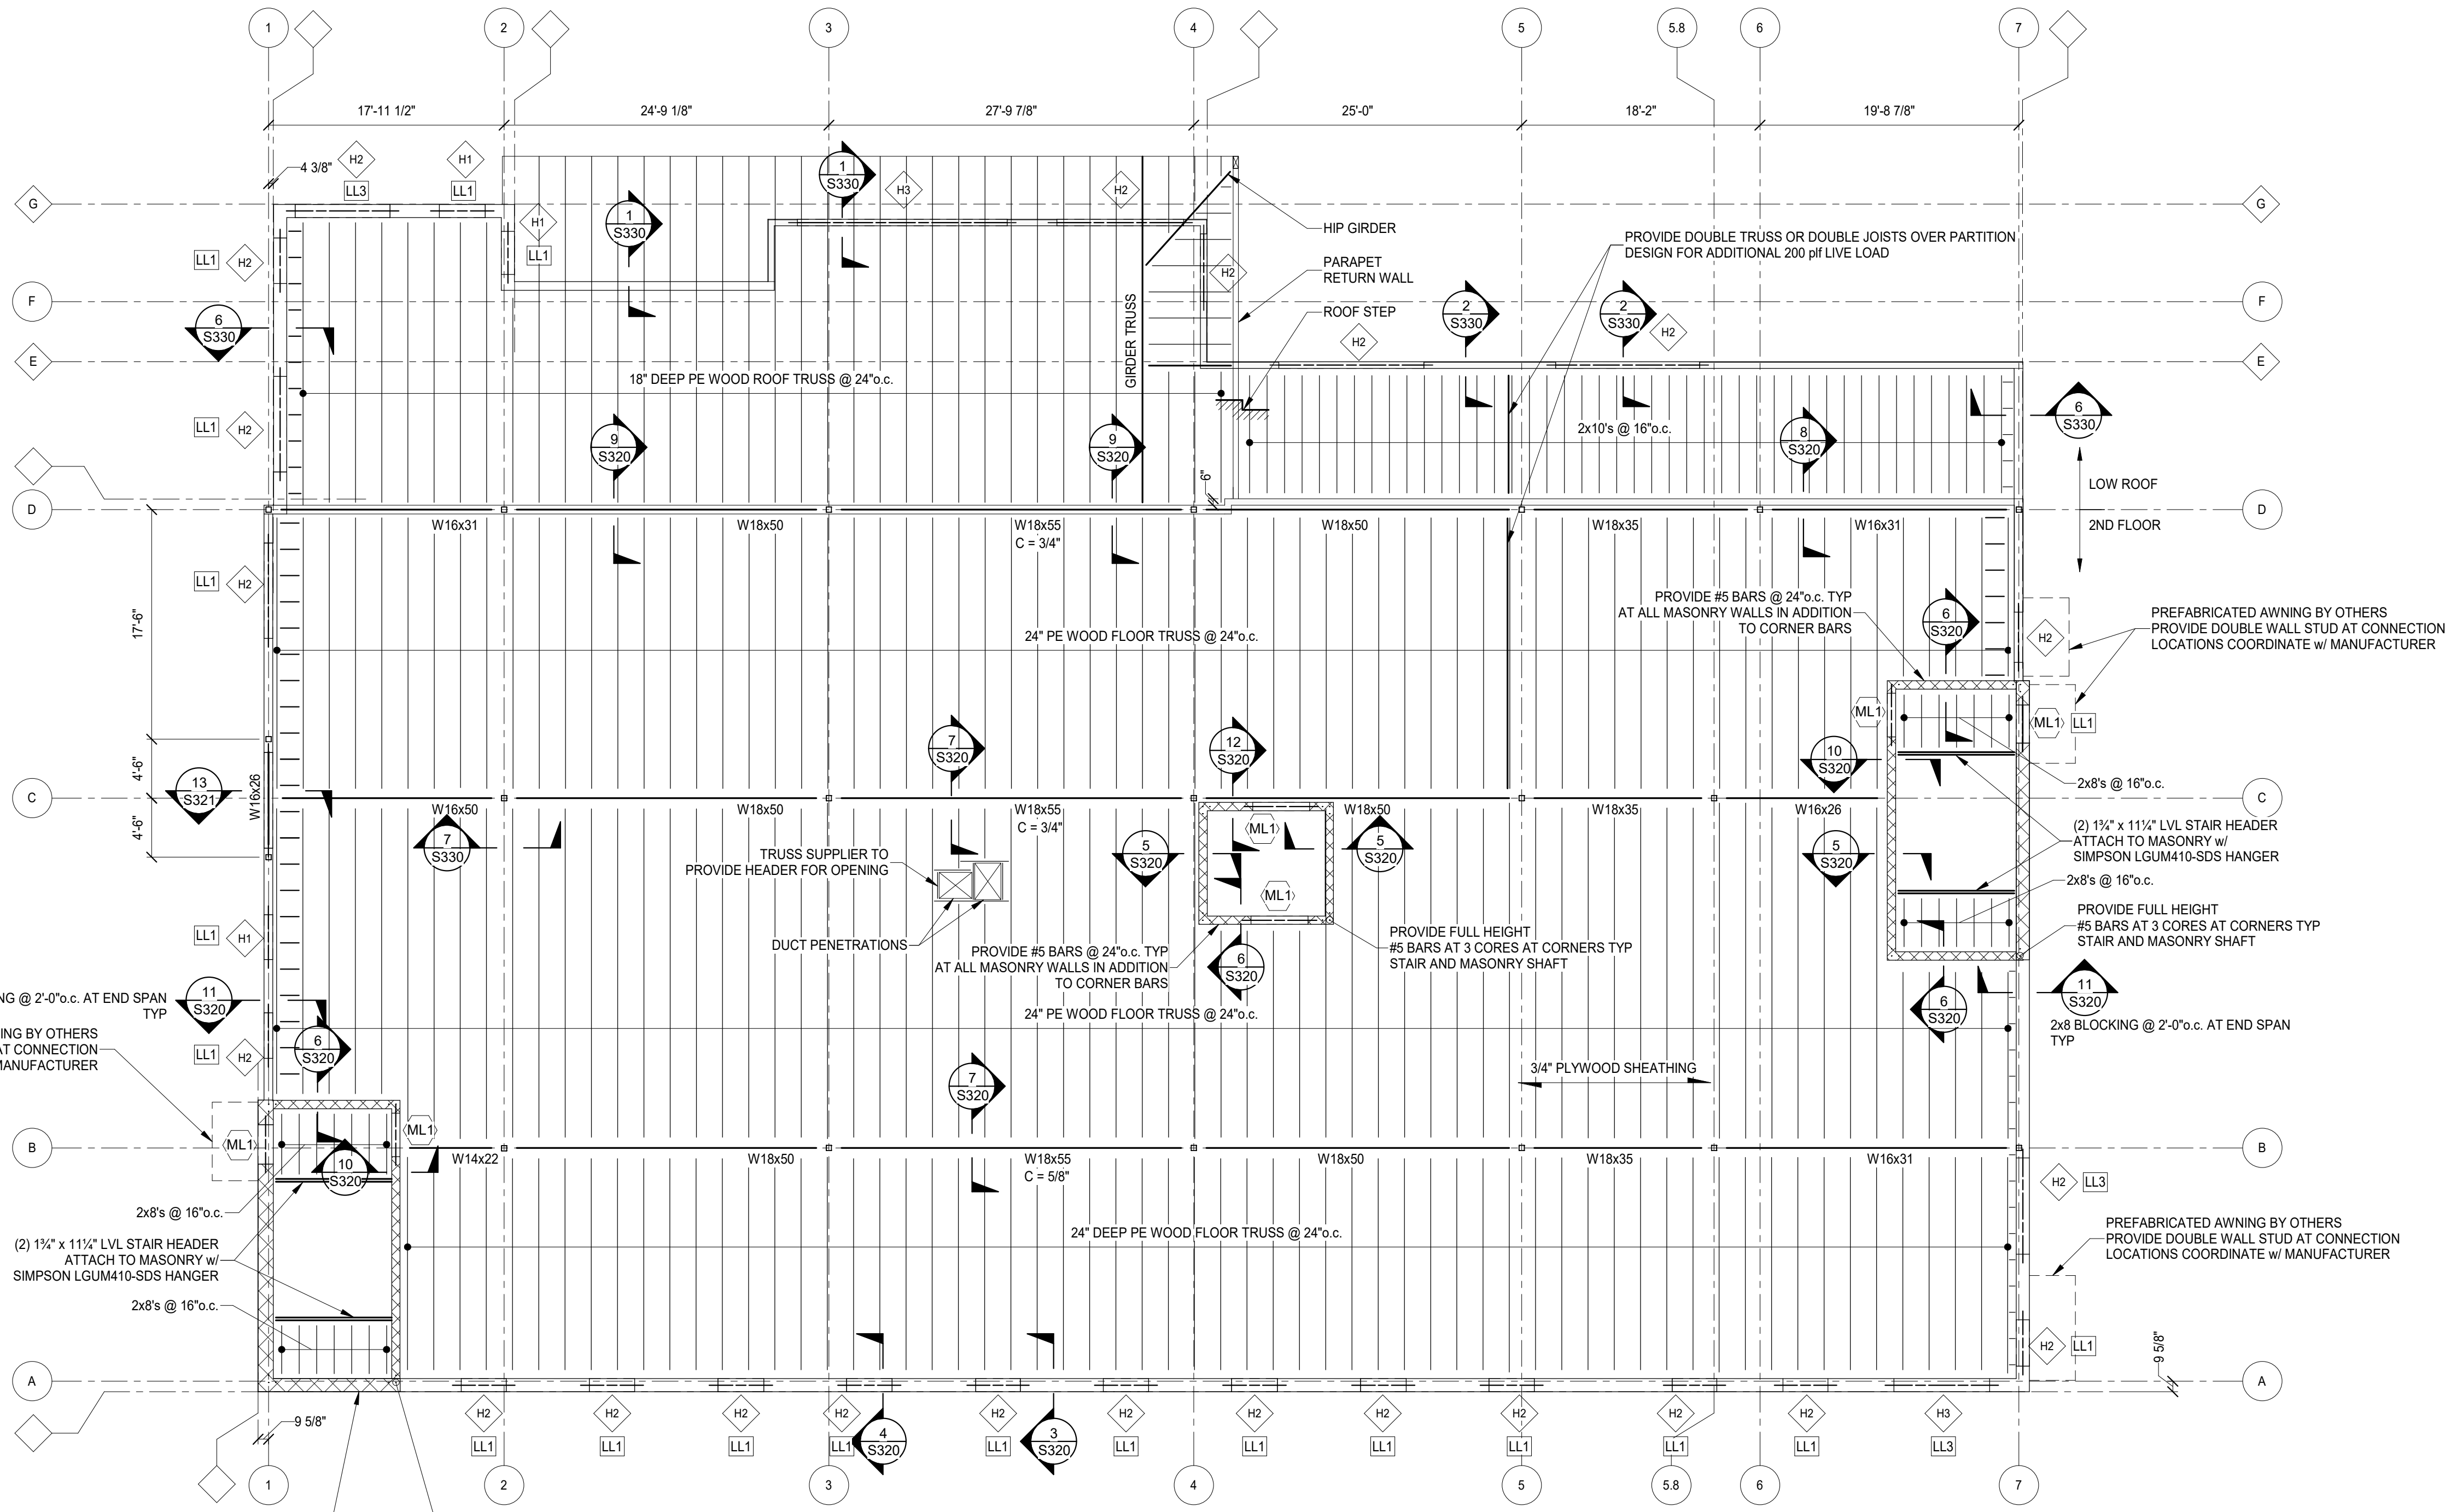 1
2
3
4
5
5.8
6
7
17'-11 1/2"
24'-9 1/8"
27'-9 7/8"
25'-0"
18'-2"
19'-8 7/8"
4 3/8"
H2
LL3
H1
LL1
1
S330
H3
H2
G
G
1
S330
H1
LL1
HIP GIRDER
PROVIDE DOUBLE TRUSS OR DOUBLE JOISTS OVER PARTITION
DESIGN FOR ADDITIONAL 200 plf LIVE LOAD
LL1
H2
H2
PARAPET
RETURN WALL
F
F
6
S330
ROOF STEP
2
S330
2
S330
H2
H2
GIRDER TRUSS
E
E
18" DEEP PE WOOD ROOF TRUSS @ 24"o.c.
6
S330
LL1
H2
9
S320
9
S320
2x10's @ 16"o.c.
8
S320
6"
LOW ROOF
2ND FLOOR
D
D
W16x31
W18x50
W18x55
C = 3/4"
W18x50
W18x35
W16x31
LL1
H2
17'-6"
PROVIDE #5 BARS @ 24"o.c. TYP
AT ALL MASONRY WALLS IN ADDITION
TO CORNER BARS
6
S320
H2
PREFABRICATED AWNING BY OTHERS
PROVIDE DOUBLE WALL STUD AT CONNECTION
LOCATIONS COORDINATE w/ MANUFACTURER
24" PE WOOD FLOOR TRUSS @ 24"o.c.
ML1
ML1
LL1
7
S320
12
S320
10
S320
4'-6"
4'-6"
13
S321
W16x26
2x8's @ 16"o.c.
C
C
W16x50
W18x50
W18x55
C = 3/4"
W18x50
W18x35
W16x26
7
S330
ML1
5
S320
5
S320
5
S320
(2) 1¾" x 11¼" LVL STAIR HEADER
ATTACH TO MASONRY w/
SIMPSON LGUM410-SDS HANGER
TRUSS SUPPLIER TO
PROVIDE HEADER FOR OPENING
ML1
2x8's @ 16"o.c.
PROVIDE FULL HEIGHT
#5 BARS AT 3 CORES AT CORNERS TYP
STAIR AND MASONRY SHAFT
LL1
H1
DUCT PENETRATIONS
PROVIDE #5 BARS @ 24"o.c. TYP
AT ALL MASONRY WALLS IN ADDITION
TO CORNER BARS
6
S320
PROVIDE FULL HEIGHT
#5 BARS AT 3 CORES AT CORNERS TYP
STAIR AND MASONRY SHAFT
@ 2'-0"o.c. AT END SPAN
TYP
11
S320
24" PE WOOD FLOOR TRUSS @ 24"o.c.
6
S320
11
S320
2x8 BLOCKING @ 2'-0"o.c. AT END SPAN
TYP
BY OTHERS
AT CONNECTION
MANUFACTURER
LL1
H2
6
S320
7
S320
3/4" PLYWOOD SHEATHING
ML1
ML1
B
B
10
S320
W14x22
W18x50
W18x55
C = 5/8"
W18x50
W18x35
W16x31
H2
LL3
2x8's @ 16"o.c.
24" DEEP PE WOOD FLOOR TRUSS @ 24"o.c.
PREFABRICATED AWNING BY OTHERS
PROVIDE DOUBLE WALL STUD AT CONNECTION
LOCATIONS COORDINATE w/ MANUFACTURER
(2) 1¾" x 11¼" LVL STAIR HEADER
ATTACH TO MASONRY w/
SIMPSON LGUM410-SDS HANGER
2x8's @ 16"o.c.
H2
LL1
9 5/8"
A
A
9 5/8"
H2
H2
H2
H2
H2
H2
H2
H2
H2
H2
H2
H3
LL1
LL1
LL1
LL1
4
S320
LL1
3
S320
LL1
LL1
LL1
LL1
LL1
LL1
LL3
1
2
3
4
5
5.8
6
7